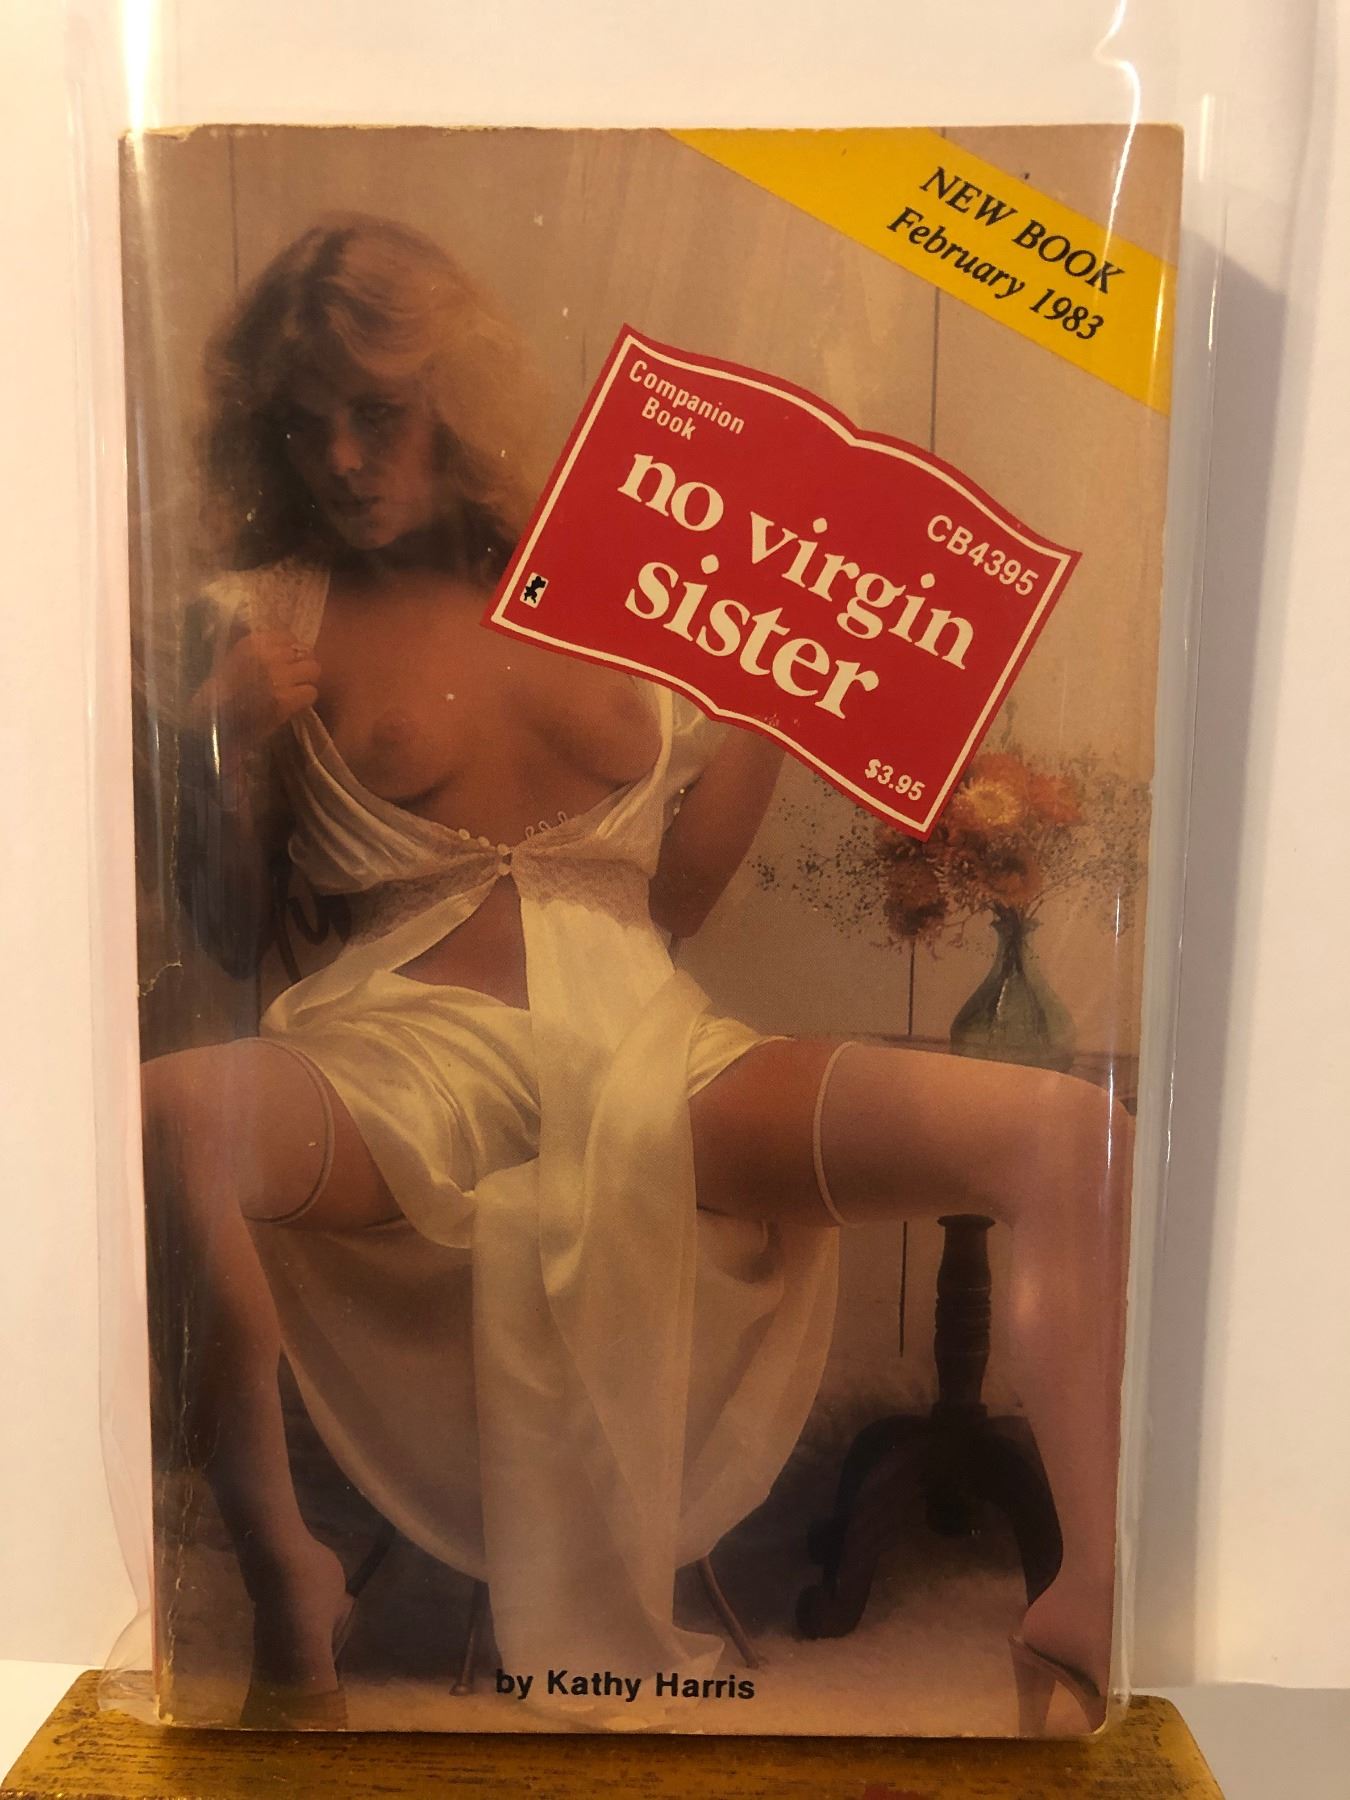 NEW BOOK
February 1983
Companion
Book
CB4395
no virgin
sister
$3.95
by Kathy Harris